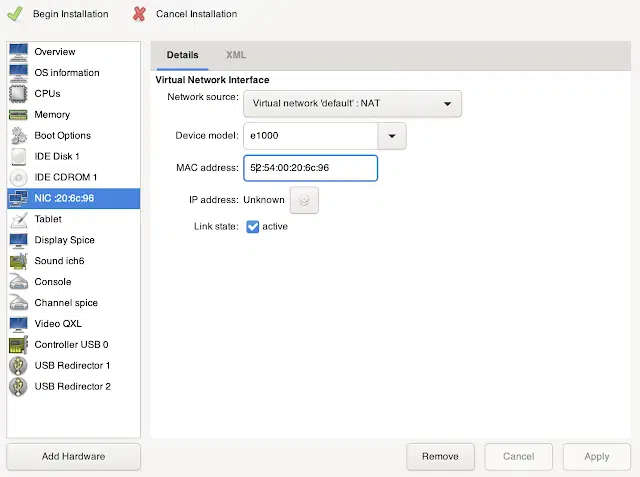 Begin Installation
Cancel Installation
Overview
OS information
CPUs
Memory
Boot Options
IDE Disk 1
IDE CDROM 1
NIC :20:6c:96
Tablet
Display Spice
Sound ich6
Console
Channel spice
Video QXL
Controller USB 0
USB Redirector 1
USB Redirector 2
Add Hardware
Details
XML
Virtual Network Interface
Network source: Virtual network 'default' : NAT
Device model: e1000
MAC address: 52:54:00:20:6c:96
IP address: Unknown
Link state: active
Remove
Cancel
Apply